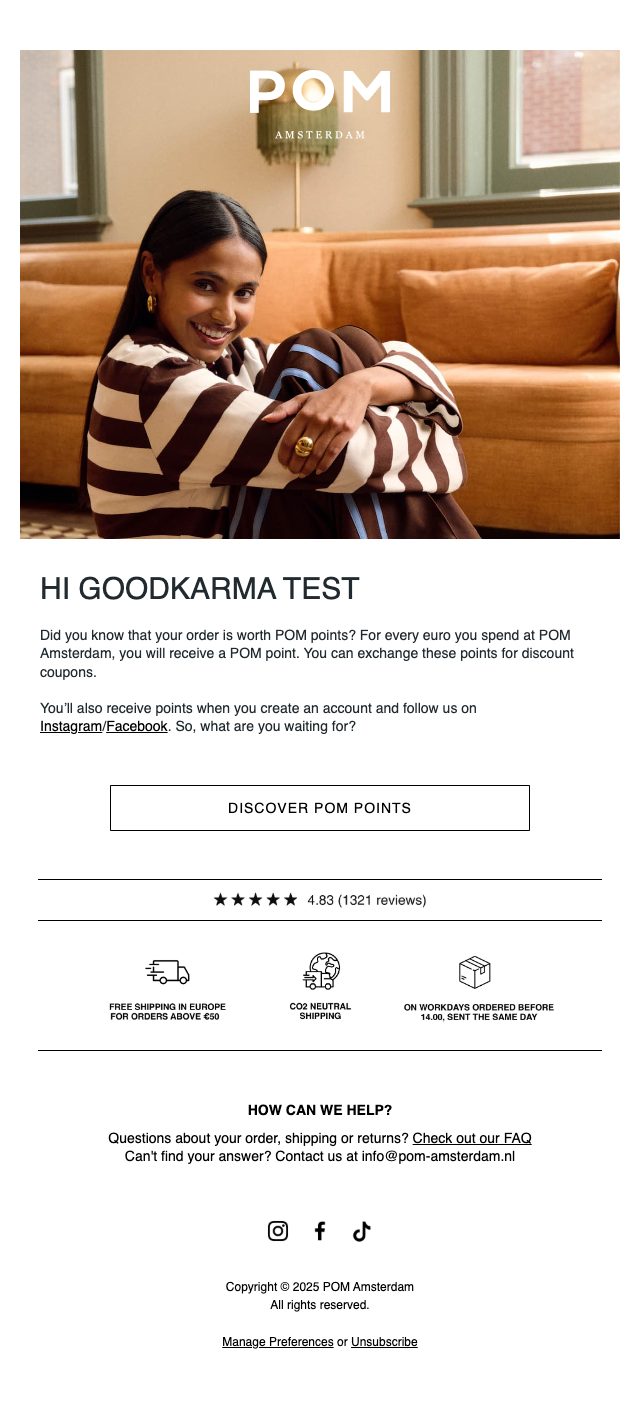 POM
AMSTERDAM
HI GOODKARMA TEST
Did you know that your order is worth POM points? For every euro you spend at POM
Amsterdam, you will receive a POM point. You can exchange these points for discount
coupons.
You’ll also receive points when you create an account and follow us on
Instagram/Facebook. So, what are you waiting for?
DISCOVER POM POINTS
★★★★★ 4.83 (1321 reviews)
FREE SHIPPING IN EUROPE
FOR ORDERS ABOVE €50
CO2 NEUTRAL
SHIPPING
ON WORKDAYS ORDERED BEFORE
14.00, SENT THE SAME DAY
HOW CAN WE HELP?
Questions about your order, shipping or returns? Check out our FAQ
Can't find your answer? Contact us at info@pom-amsterdam.nl
Copyright © 2025 POM Amsterdam
All rights reserved.
Manage Preferences or Unsubscribe